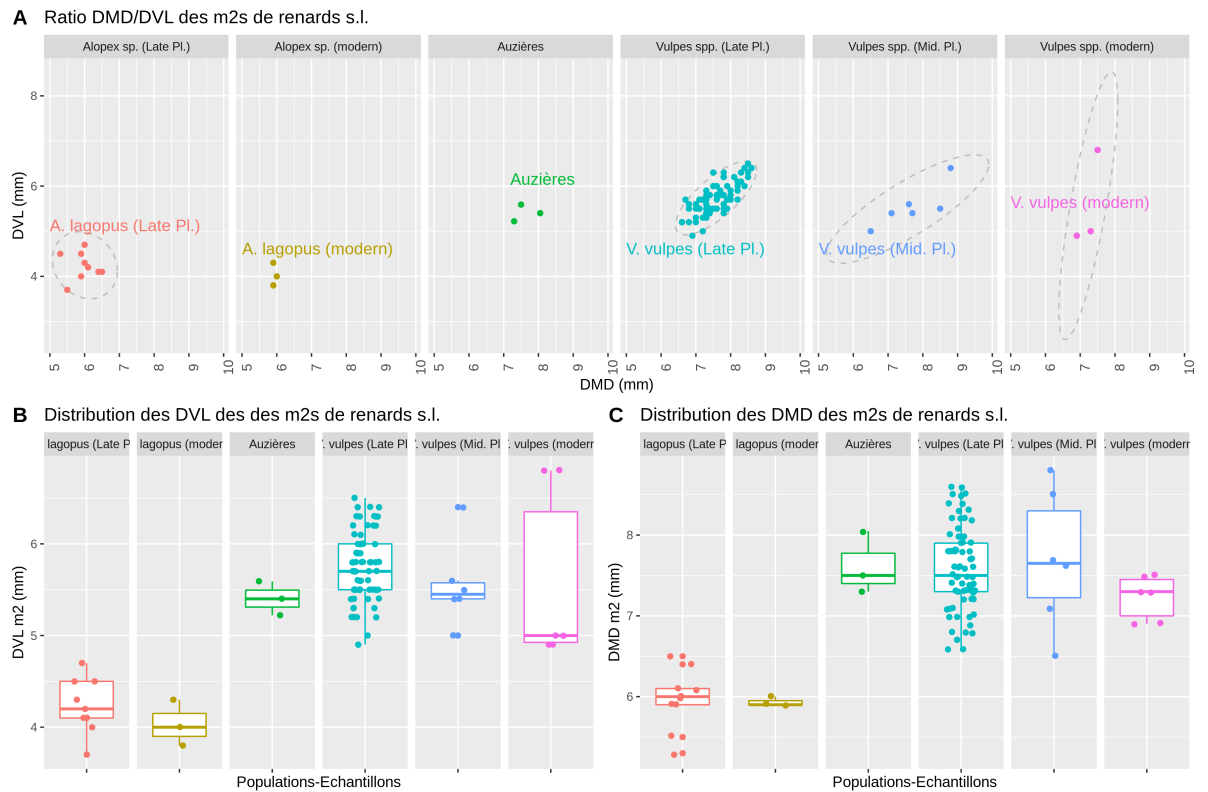 A Ratio DMD/DVL des m2s de renards s.l.
Alopex sp. (Late Pl.) Alopex sp. (modern) Auzières Vulpes spp. (Late Pl.) Vulpes spp. (Mid. Pl.) Vulpes spp. (modern)
8
6
4
DVL (mm)
A. lagopus (Late Pl.)
A. lagopus (modern)
Auzières
V. vulpes (Late Pl.)
V. vulpes (Mid. Pl.)
V. vulpes (modern)
5 6 7 8 9 10 5 6 7 8 9 10 5 6 7 8 9 10 5 6 7 8 9 10 5 6 7 8 9 10 5 6 7 8 9 10
DMD (mm)
B Distribution des DVL des des m2s de renards s.l.
lagopus (Late P lagopus (moder Auzières . vulpes (Late Pl . vulpes (Mid. Pl . vulpes (modern
6
5
4
DVL m2 (mm)
Populations-Echantillons
C Distribution des DMD des m2s de renards s.l.
lagopus (Late P lagopus (moder Auzières . vulpes (Late Pl . vulpes (Mid. Pl . vulpes (modern
8
7
6
DMD m2 (mm)
Populations-Echantillons